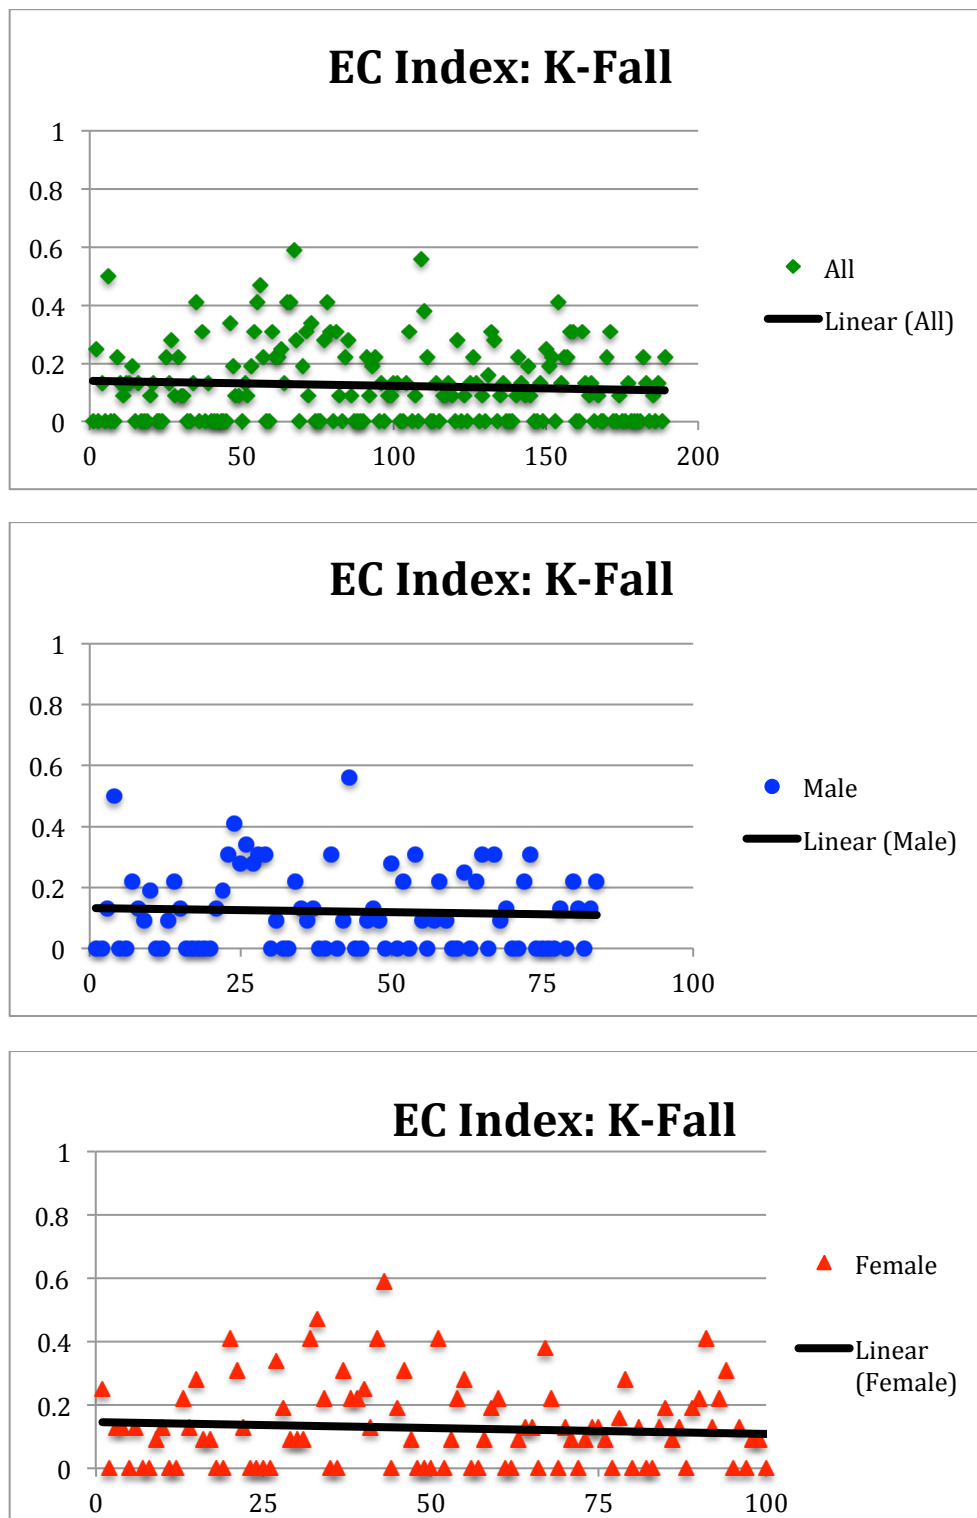 EC Index: K-Fall
1
0.8
0.6
0.4
0.2
0
0 50 100 150 200
All
Linear (All)
EC Index: K-Fall
1
0.8
0.6
0.4
0.2
0
0 25 50 75 100
Male
Linear (Male)
EC Index: K-Fall
1
0.8
0.6
0.4
0.2
0
0 25 50 75 100
Female
Linear
(Female)